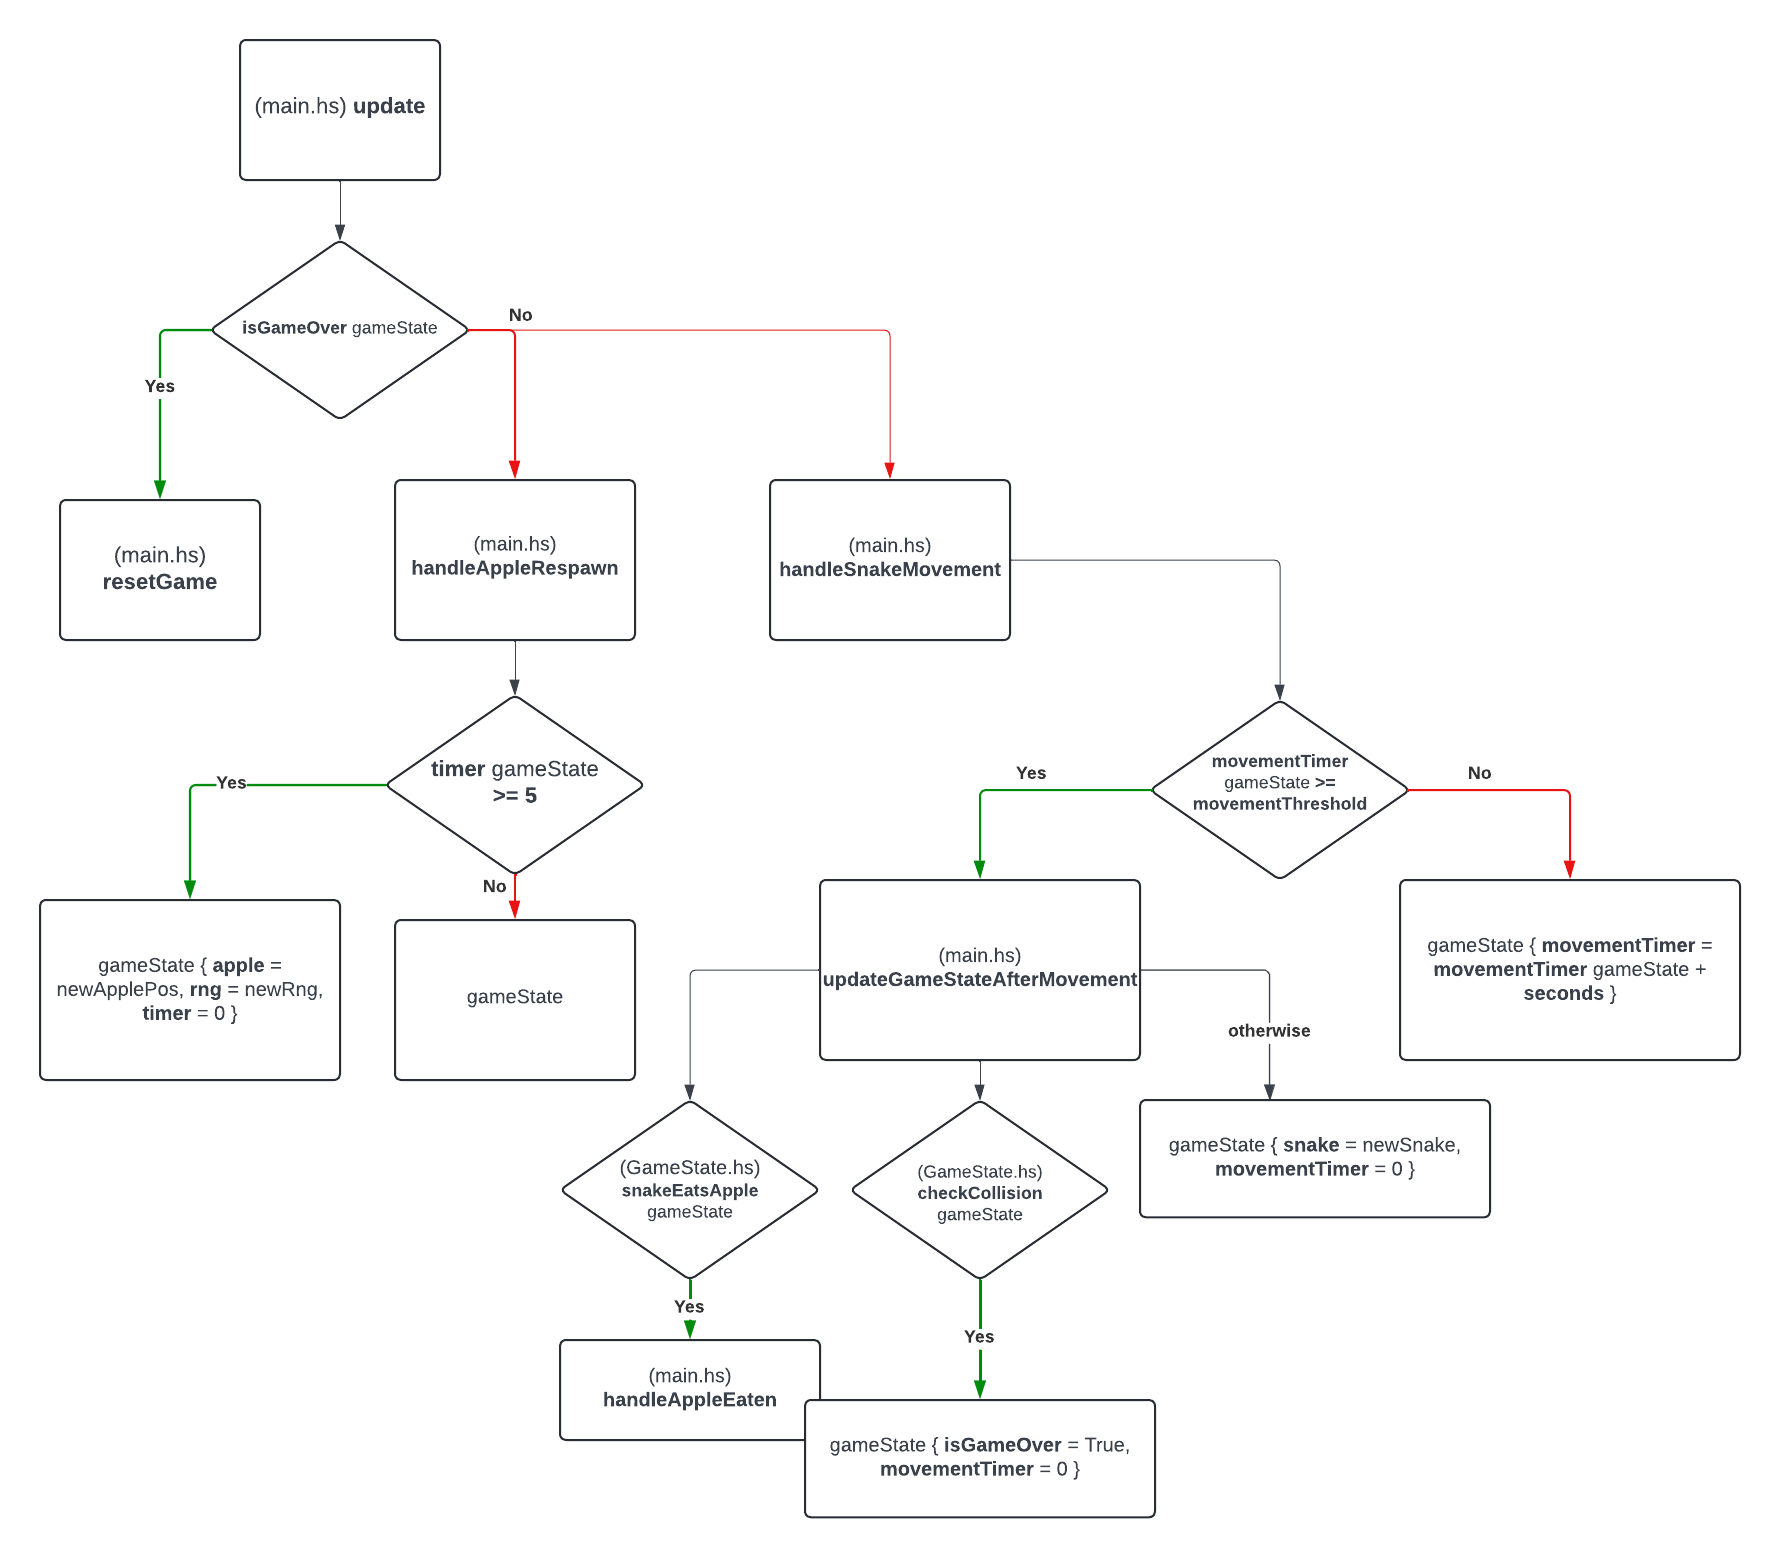 (main.hs) update
isGameOver gameState
No
Yes
(main.hs)
resetGame
(main.hs)
handleAppleRespawn
(main.hs)
handleSnakeMovement
timer gameState
>= 5
Yes
No
movementTimer
gameState >=
movementThreshold
Yes
No
gameState { apple =
newApplePos, rng = newRng,
timer = 0 }
gameState
(main.hs)
updateGameStateAfterMovement
gameState { movementTimer =
movementTimer gameState +
seconds }
otherwise
(GameState.hs)
snakeEatsApple
gameState
(GameState.hs)
checkCollision
gameState
gameState { snake = newSnake,
movementTimer = 0 }
Yes
Yes
(main.hs)
handleAppleEaten
gameState { isGameOver = True,
movementTimer = 0 }